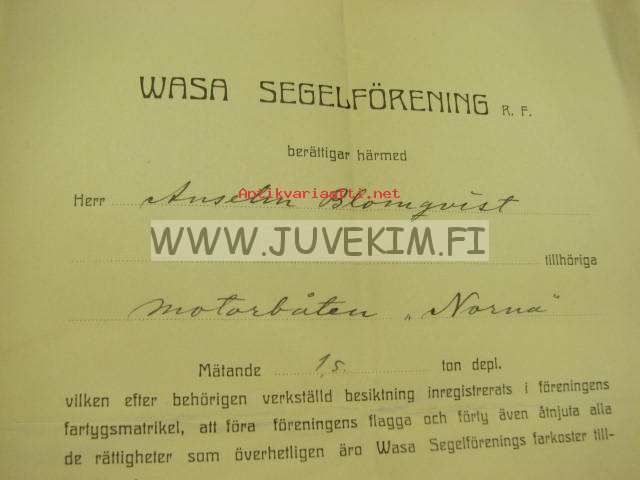 WASA SEGELFÖRENING R. F.
berättigar härmed
Antikvariaatti.net
Herr Anselm Blomqvist
WWW.JUVEKIM.FI
tillhöriga
Motorbåten „Norna"
Mätande 1,5. ton depl.
vilken efter behörigen verkställd besiktning inregistrerats i föreningens
fartygsmatrikel, att föra föreningens flagga och förty även åtnjuta alla
de rättigheter som överhetligen äro Wasa Segelförenings farkoster till-